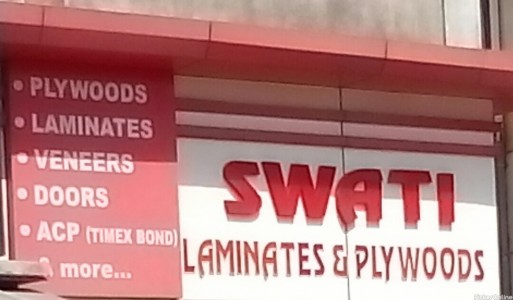 • PLYWOODS
• LAMINATES
• VENEERS
• DOORS
• ACP (TIMEX BOND)
& more...
SWATI
LAMINATES & PLYWOODS